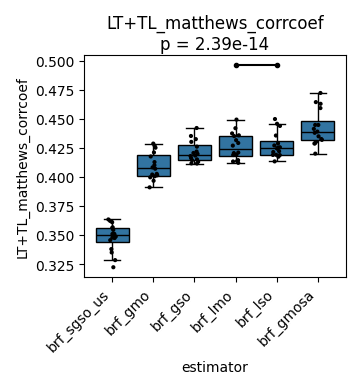 LT+TL_matthews_corrcoef
p = 2.39e-14
LT+TL_matthews_corrcoef
0.500
0.475
0.450
0.425
0.400
0.375
0.350
0.325
brf_sgso_us
brf_gmo
brf_gso
brf_lmo
brf_lso
brf_gmosa
estimator